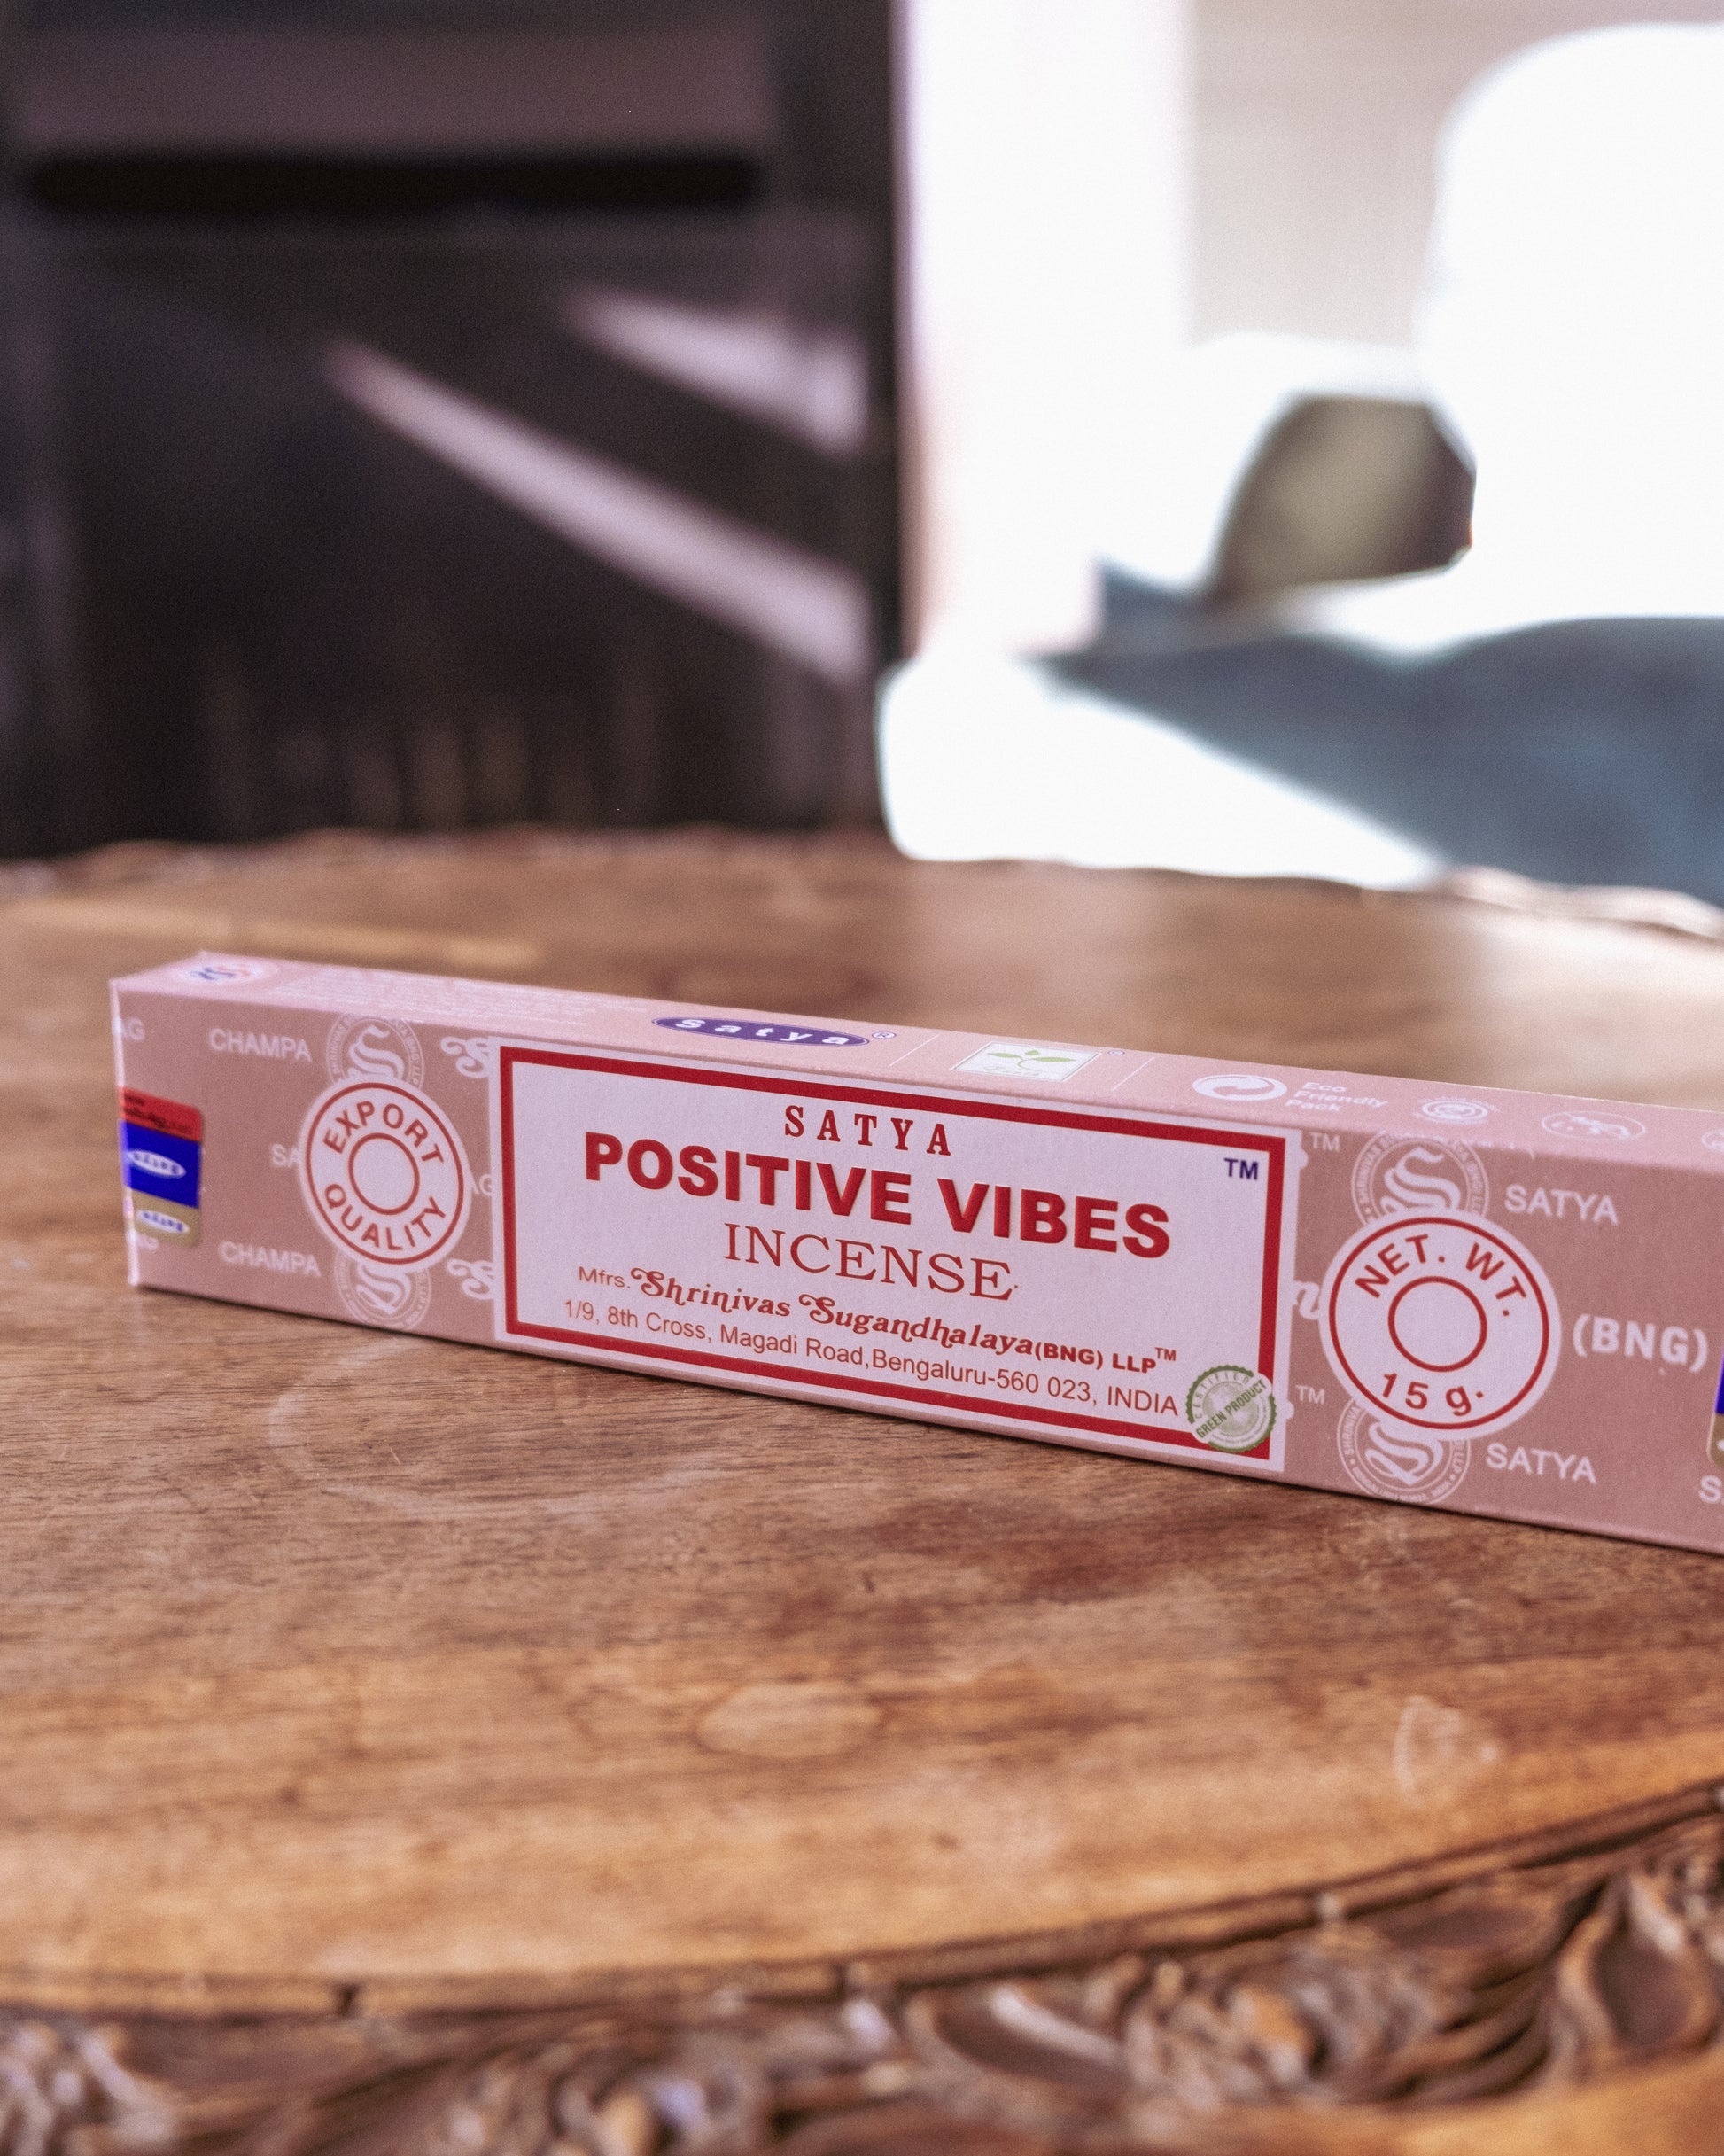 satya®
Eco
Friendly
Pack
CHAMPA
CHAMPA
EXPORT
QUALITY
SATYA
POSITIVE VIBES
TM
INCENSE
Mfrs. Shrinivas Sugandhalaya (BNG) LLP™
1/9, 8th Cross, Magadi Road,Bengaluru-560 023, INDIA
CERTIFIED
GREEN PRODUCT
TM
SATYA
NET. WT.
15 g.
(BNG)
TM
SATYA